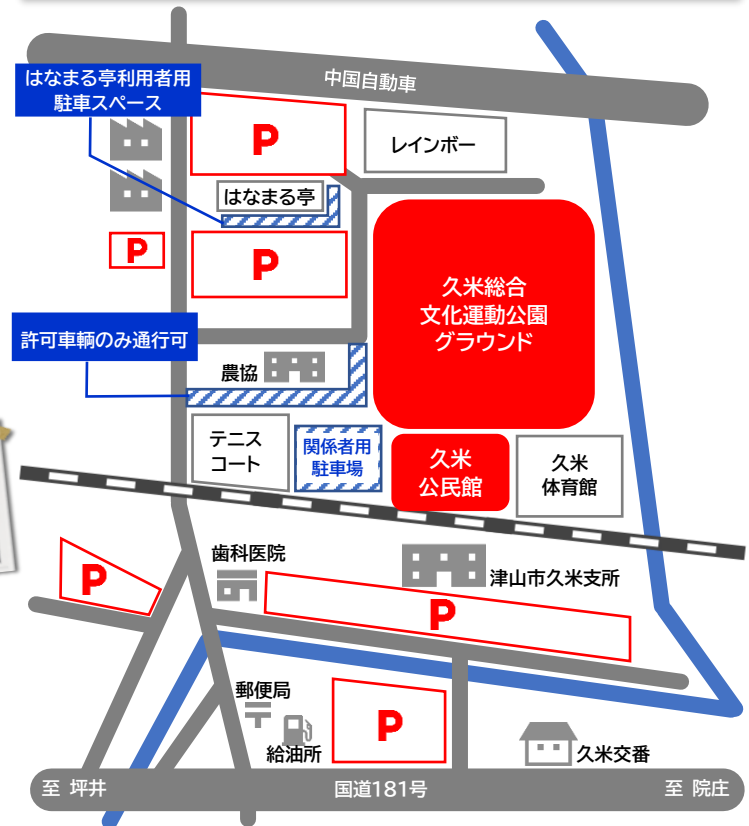 中国自動車
はなまる亭利用者用
駐車スペース
P
レインボー
はなまる亭
P
P
久米総合
文化運動公園
グラウンド
許可車輌のみ通行可
農協
テニス
コート
関係者用
駐車場
久米
公民館
久米
体育館
歯科医院
津山市久米支所
P
P
郵便局
〒
給油所
P
久米交番
至 坪井
国道181号
至 院庄